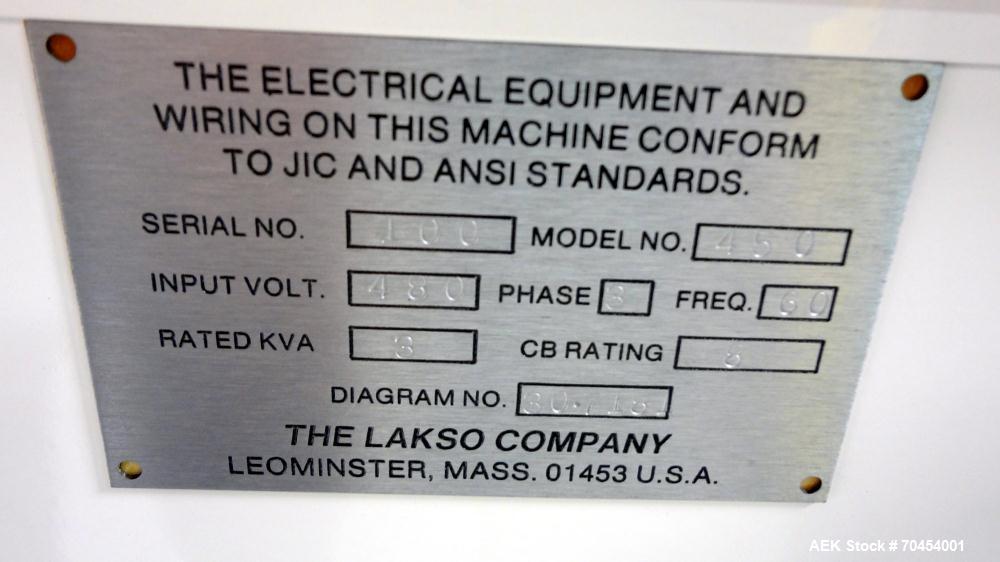 THE ELECTRICAL EQUIPMENT AND
WIRING ON THIS MACHINE CONFORM
TO JIC AND ANSI STANDARDS.
SERIAL NO. 100 MODEL NO. 450
INPUT VOLT. 480 PHASE 3 FREQ. 60
RATED KVA 3 CB RATING
DIAGRAM NO.
THE LAKSO COMPANY
LEOMINSTER, MASS. 01453 U.S.A.
AEK Stock # 70454001